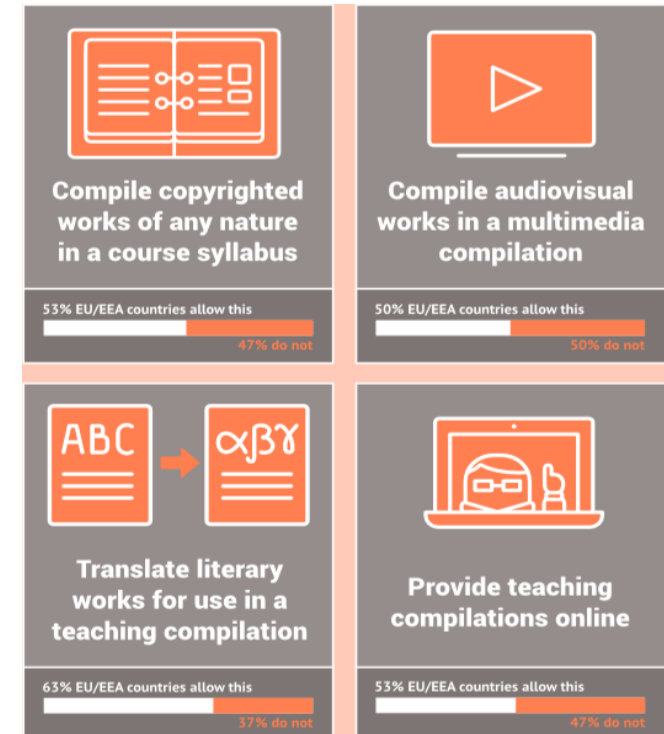 Compile copyrighted
works of any nature
in a course syllabus
53% EU/EEA countries allow this
47% do not
Compile audiovisual
works in a multimedia
compilation
50% EU/EEA countries allow this
50% do not
ABC
αβγ
Translate literary
works for use in a
teaching compilation
63% EU/EEA countries allow this
37% do not
Provide teaching
compilations online
53% EU/EEA countries allow this
47% do not